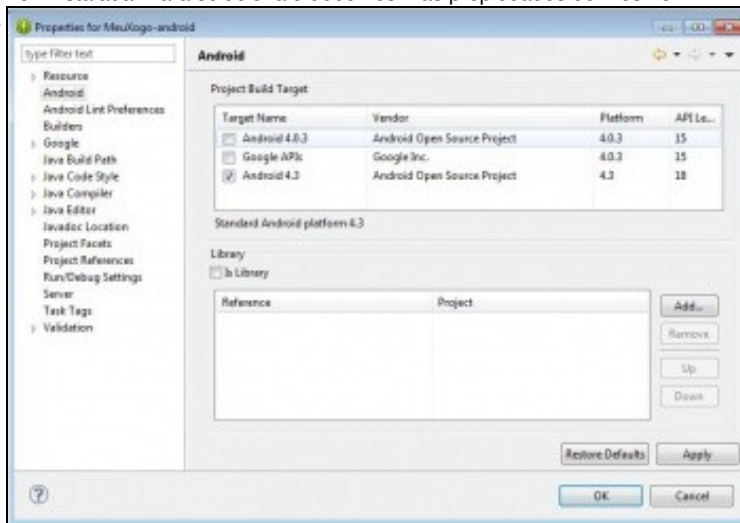 Properties for MeuXogo-android
type filter text
Resource
Android
Android Lint Preferences
Builders
Google
Java Build Path
Java Code Style
Java Compiler
Java Editor
Javadoc Location
Project Facets
Project References
Run/Debug Settings
Server
Task Tags
Validation
Android
Project Build Target
Target Name Vendor Platform API Le...
Android 4.0.3 Android Open Source Project 4.0.3 15
Google APIs Google Inc. 4.0.3 15
Android 4.3 Android Open Source Project 4.3 18
Standard Android platform 4.3
Library
Is Library
Reference Project
Add...
Remove
Up
Down
Restore Defaults Apply
OK Cancel